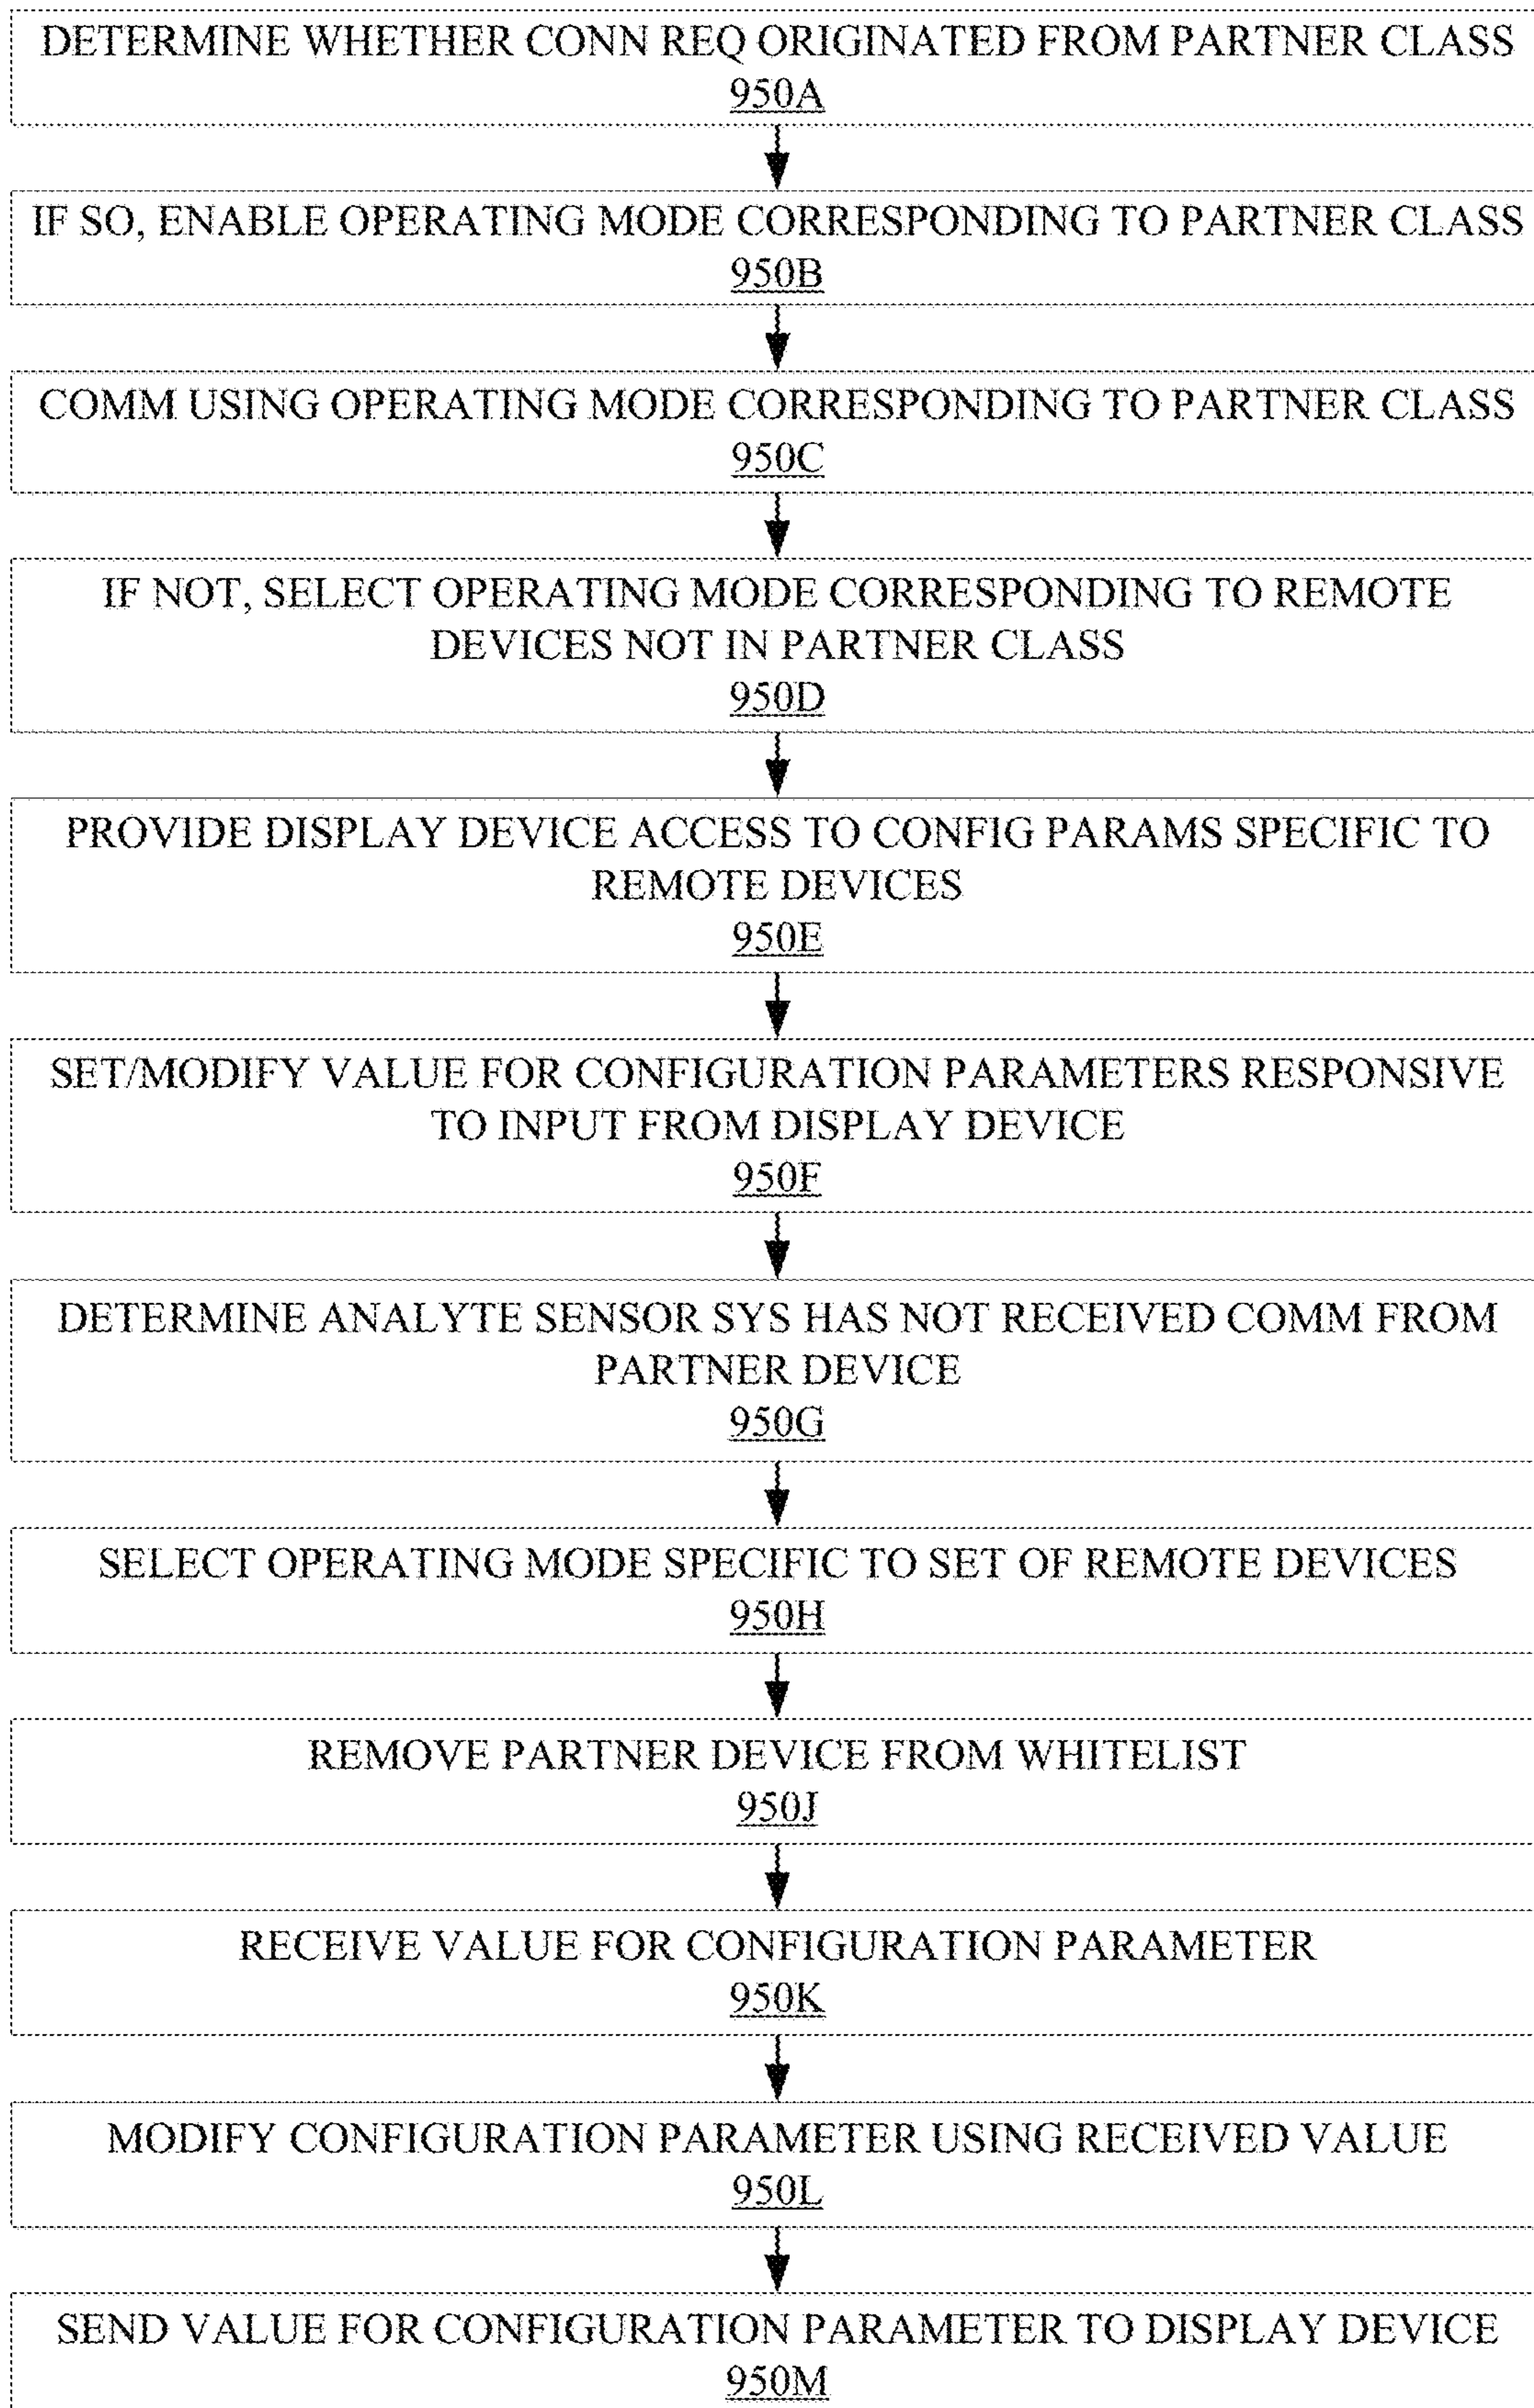 DETERMINE WHETHER CONN REQ ORIGINATED FROM PARTNER CLASS
950A
IF SO, ENABLE OPERATING MODE CORRESPONDING TO PARTNER CLASS
950B
COMM USING OPERATING MODE CORRESPONDING TO PARTNER CLASS
950C
IF NOT, SELECT OPERATING MODE CORRESPONDING TO REMOTE
DEVICES NOT IN PARTNER CLASS
950D
PROVIDE DISPLAY DEVICE ACCESS TO CONFIG PARAMS SPECIFIC TO
REMOTE DEVICES
950E
SET/MODIFY VALUE FOR CONFIGURATION PARAMETERS RESPONSIVE
TO INPUT FROM DISPLAY DEVICE
950F
DETERMINE ANALYTE SENSOR SYS HAS NOT RECEIVED COMM FROM
PARTNER DEVICE
950G
SELECT OPERATING MODE SPECIFIC TO SET OF REMOTE DEVICES
950H
REMOVE PARTNER DEVICE FROM WHITELIST
950J
RECEIVE VALUE FOR CONFIGURATION PARAMETER
950K
MODIFY CONFIGURATION PARAMETER USING RECEIVED VALUE
950L
SEND VALUE FOR CONFIGURATION PARAMETER TO DISPLAY DEVICE
950M